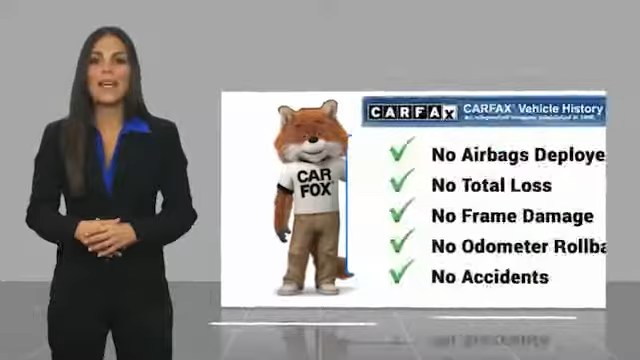 CARFAX
CARFAX Vehicle History
CAR
FOX
No Airbags Deploye
No Total Loss
No Frame Damage
No Odometer Rollba
No Accidents